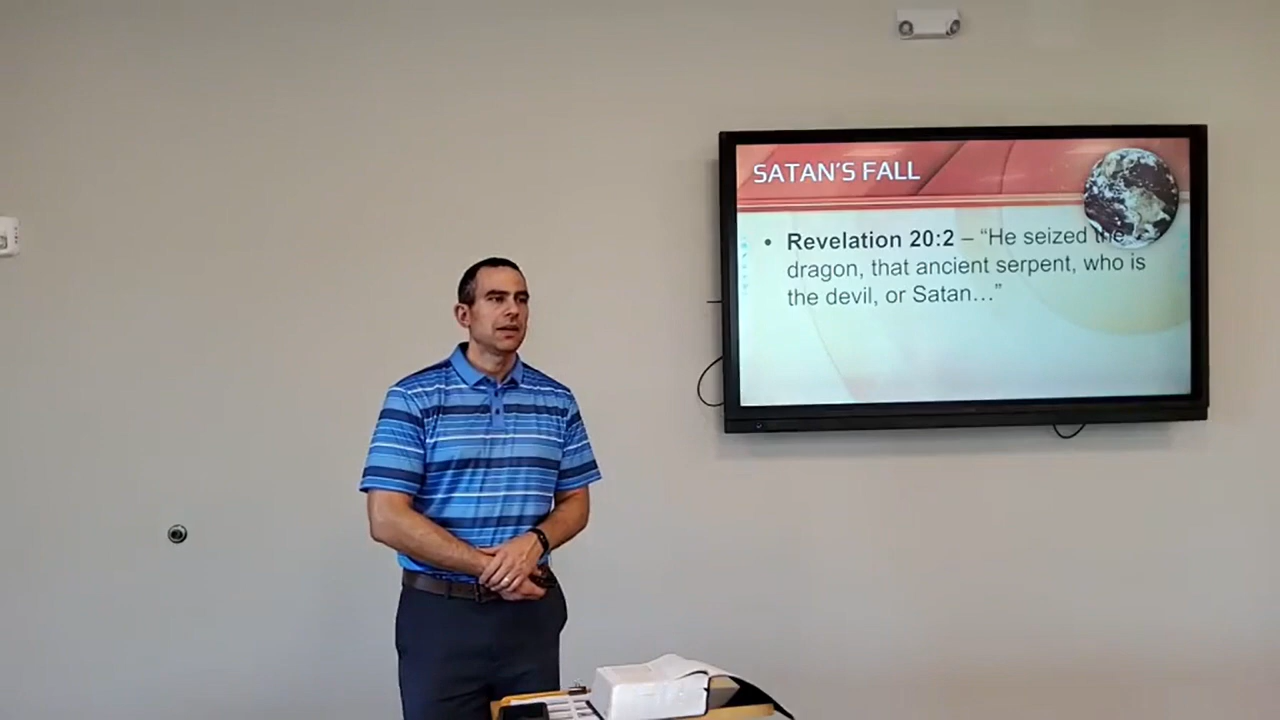 SATAN'S FALL
• Revelation 20:2 – “He seized the
dragon, that ancient serpent, who is
the devil, or Satan…”